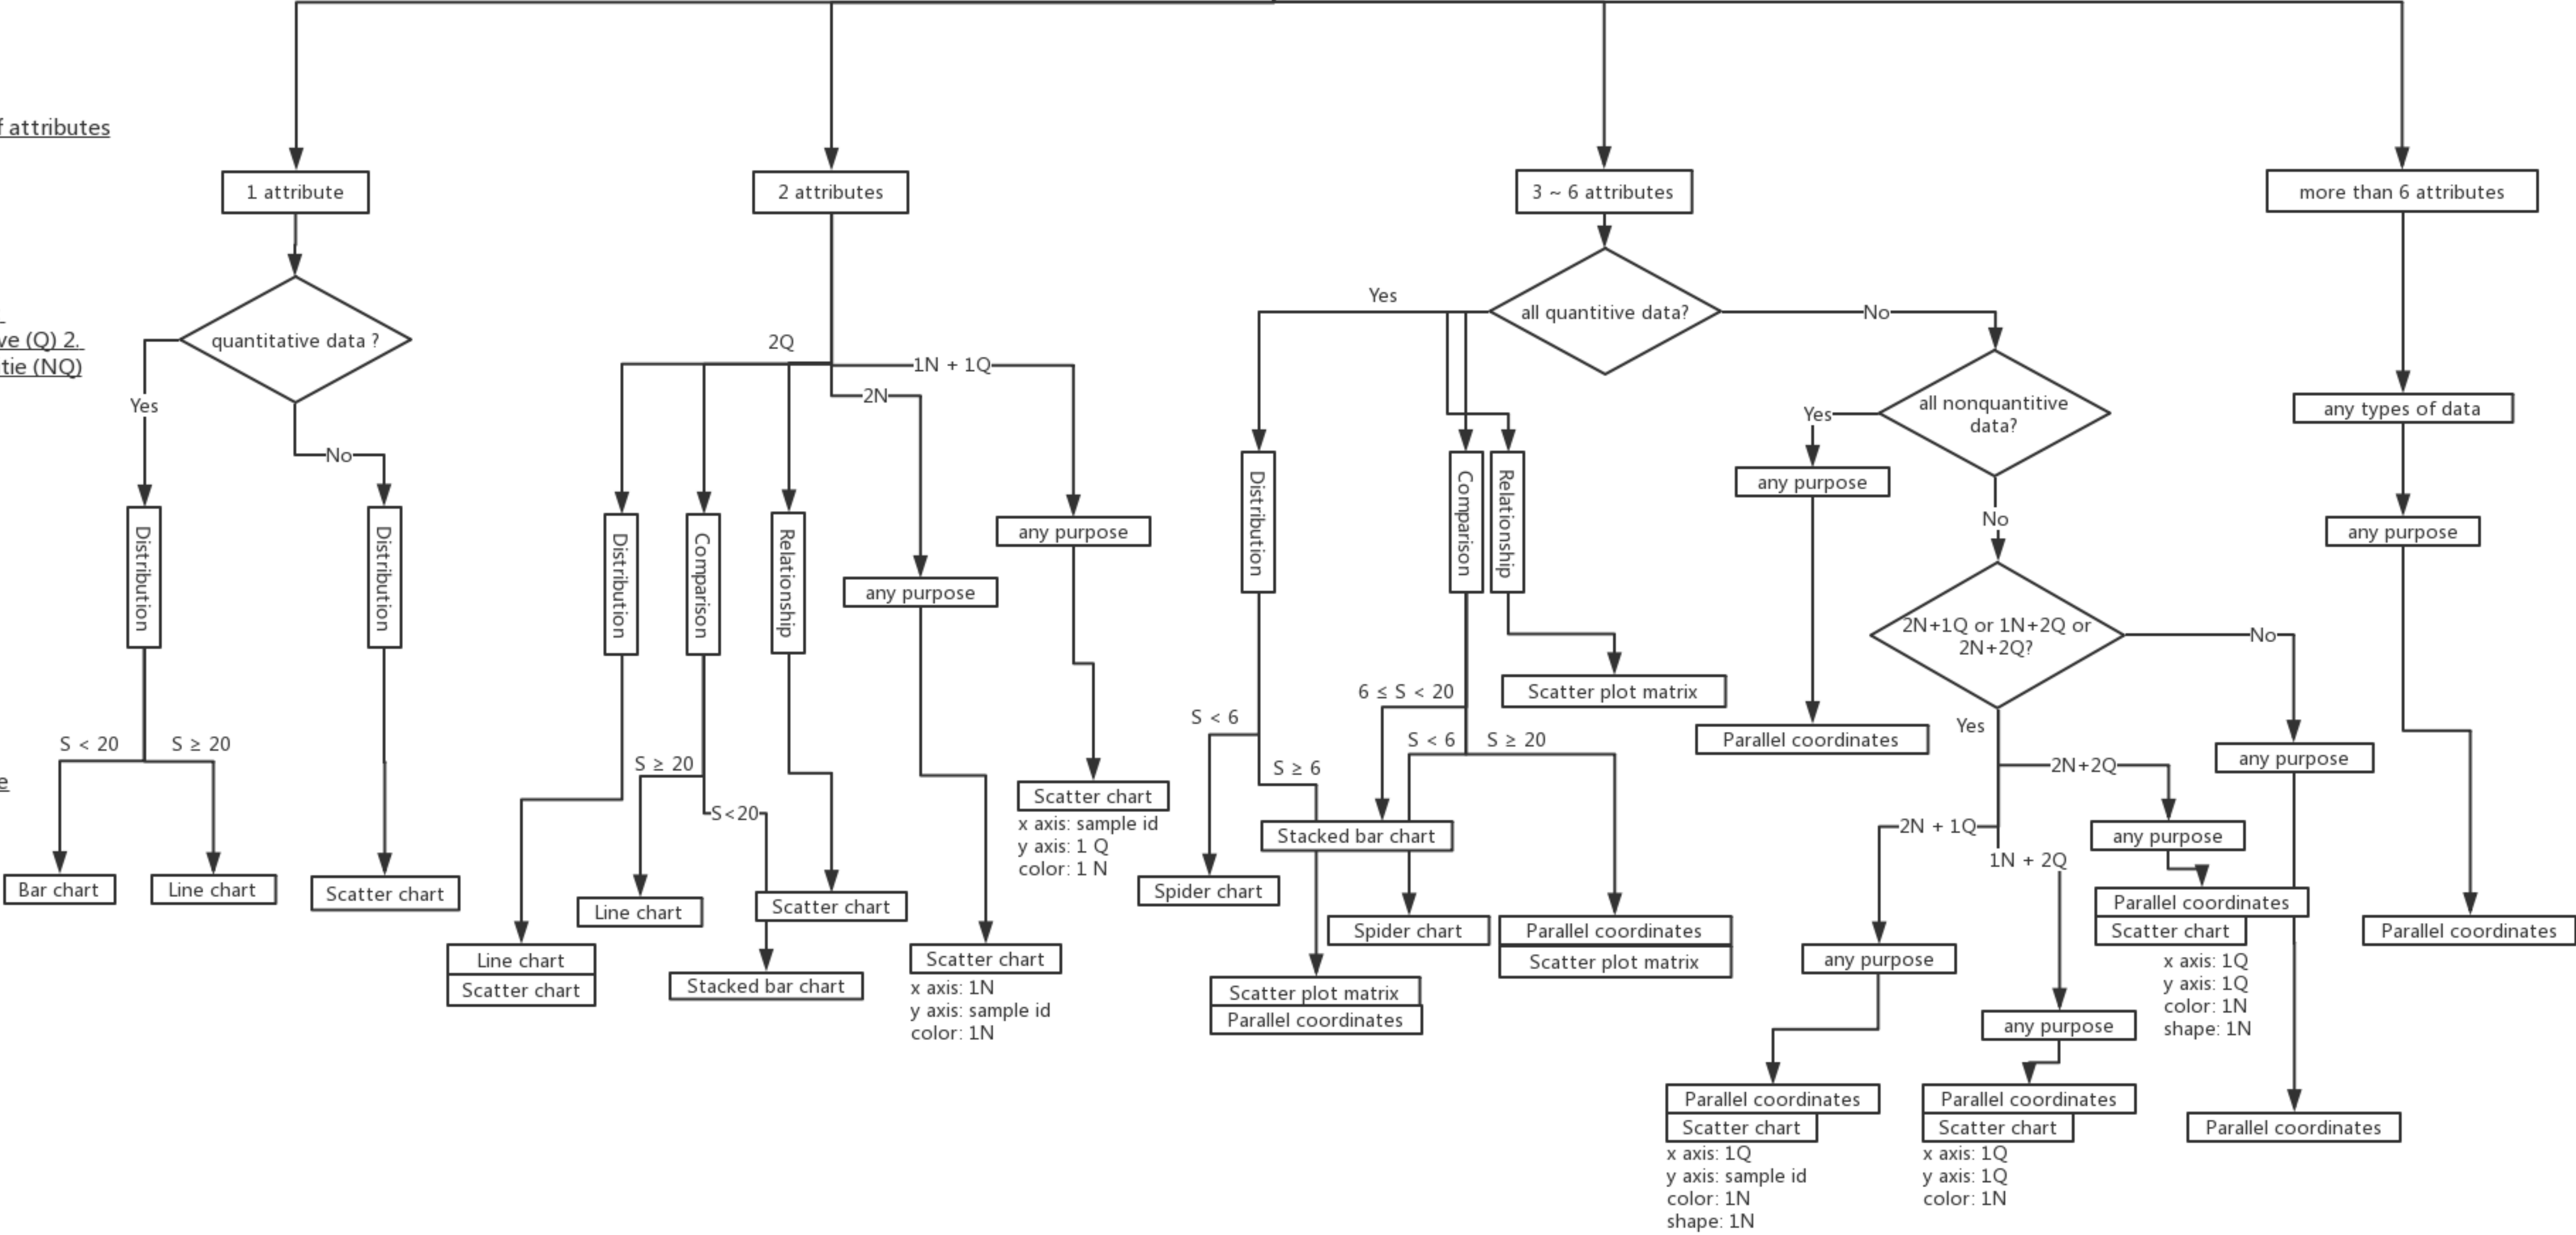 f attributes
1 attribute
2 attributes
3 ~ 6 attributes
more than 6 attributes
ve (Q) 2.
tie (NQ)
quantitative data ?
Yes
No
Distribution
Distribution
S < 20
S ≥ 20
Bar chart
Line chart
Scatter chart
2Q
2N
1N + 1Q
Distribution
Comparison
Relationship
any purpose
any purpose
S ≥ 20
S<20
Line chart
Scatter chart
Line chart
Stacked bar chart
Scatter chart
Scatter chart
x axis: 1N
y axis: sample id
color: 1N
Scatter chart
x axis: sample id
y axis: 1 Q
color: 1 N
all quantitive data?
Yes
No
Distribution
Comparison
Relationship
S < 6
S ≥ 6
6 ≤ S < 20
S < 6
S ≥ 20
Spider chart
Scatter plot matrix
Parallel coordinates
Stacked bar chart
Spider chart
Parallel coordinates
Scatter plot matrix
Scatter plot matrix
all nonquantitive
data?
Yes
No
any purpose
Parallel coordinates
2N+1Q or 1N+2Q or
2N+2Q?
Yes
No
2N + 1Q
1N + 2Q
2N+2Q
any purpose
Parallel coordinates
Scatter chart
x axis: 1Q
y axis: sample id
color: 1N
shape: 1N
any purpose
Parallel coordinates
Scatter chart
x axis: 1Q
y axis: 1Q
color: 1N
any purpose
Parallel coordinates
Scatter chart
x axis: 1Q
y axis: 1Q
color: 1N
shape: 1N
any purpose
Parallel coordinates
any types of data
any purpose
Parallel coordinates
e